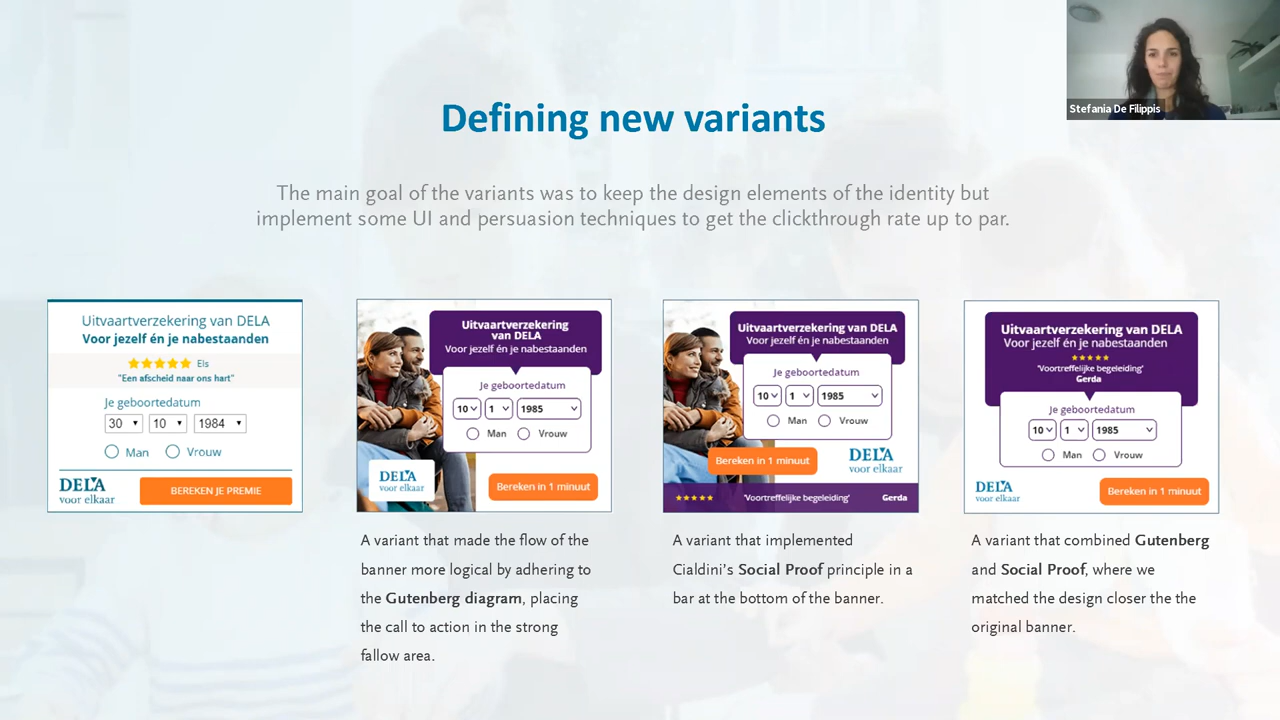 Stefania De Filippis
Defining new variants
The main goal of the variants was to keep the design elements of the identity but
implement some UI and persuasion techniques to get the clickthrough rate up to par.
Uitvaartverzekering van DELA
Voor jezelf én je nabestaanden
Els
"Een afscheid naar ons hart"
Je geboortedatum
30 10 1984
Man Vrouw
DELA
voor elkaar
BEREKEN JE PREMIE
Uitvaartverzekering
van DELA
Voor jezelf én je nabestaanden
Je geboortedatum
10 1 1985
Man Vrouw
DELA
voor elkaar
Bereken in 1 minuut
A variant that made the flow of the
banner more logical by adhering to
the Gutenberg diagram, placing
the call to action in the strong
fallow area.
Uitvaartverzekering van DELA
Voor jezelf én je nabestaanden
Je geboortedatum
10 1 1985
Man Vrouw
Bereken in 1 minuut
DELA
voor elkaar
'Voortreffelijke begeleiding' Gerda
A variant that implemented
Cialdini's Social Proof principle in a
bar at the bottom of the banner.
Uitvaartverzekering van DELA
Voor jezelf én je nabestaanden
'Voortreffelijke begeleiding'
Gerda
Je geboortedatum
10 1 1985
Man Vrouw
DELA
voor elkaar
Bereken in 1 minuut
A variant that combined Gutenberg
and Social Proof, where we
matched the design closer the the
original banner.